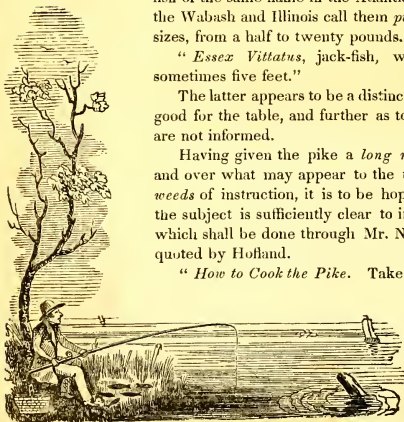 fish of the same name in the Atlantic
the Wabash and Illinois call them
sizes, from a half to twenty pounds.
“ Essex Vittatus, jack-fish, w
sometimes five feet.”
The latter appears to be a distinc
good for the table, and further as to
are not informed.
Having given the pike a long r
and over what may appear to the
weeds of instruction, it is to be hop
the subject is sufficiently clear to i
which shall be done through Mr. N
quoted by Hofland.
“ How to Cook the Pike. Take